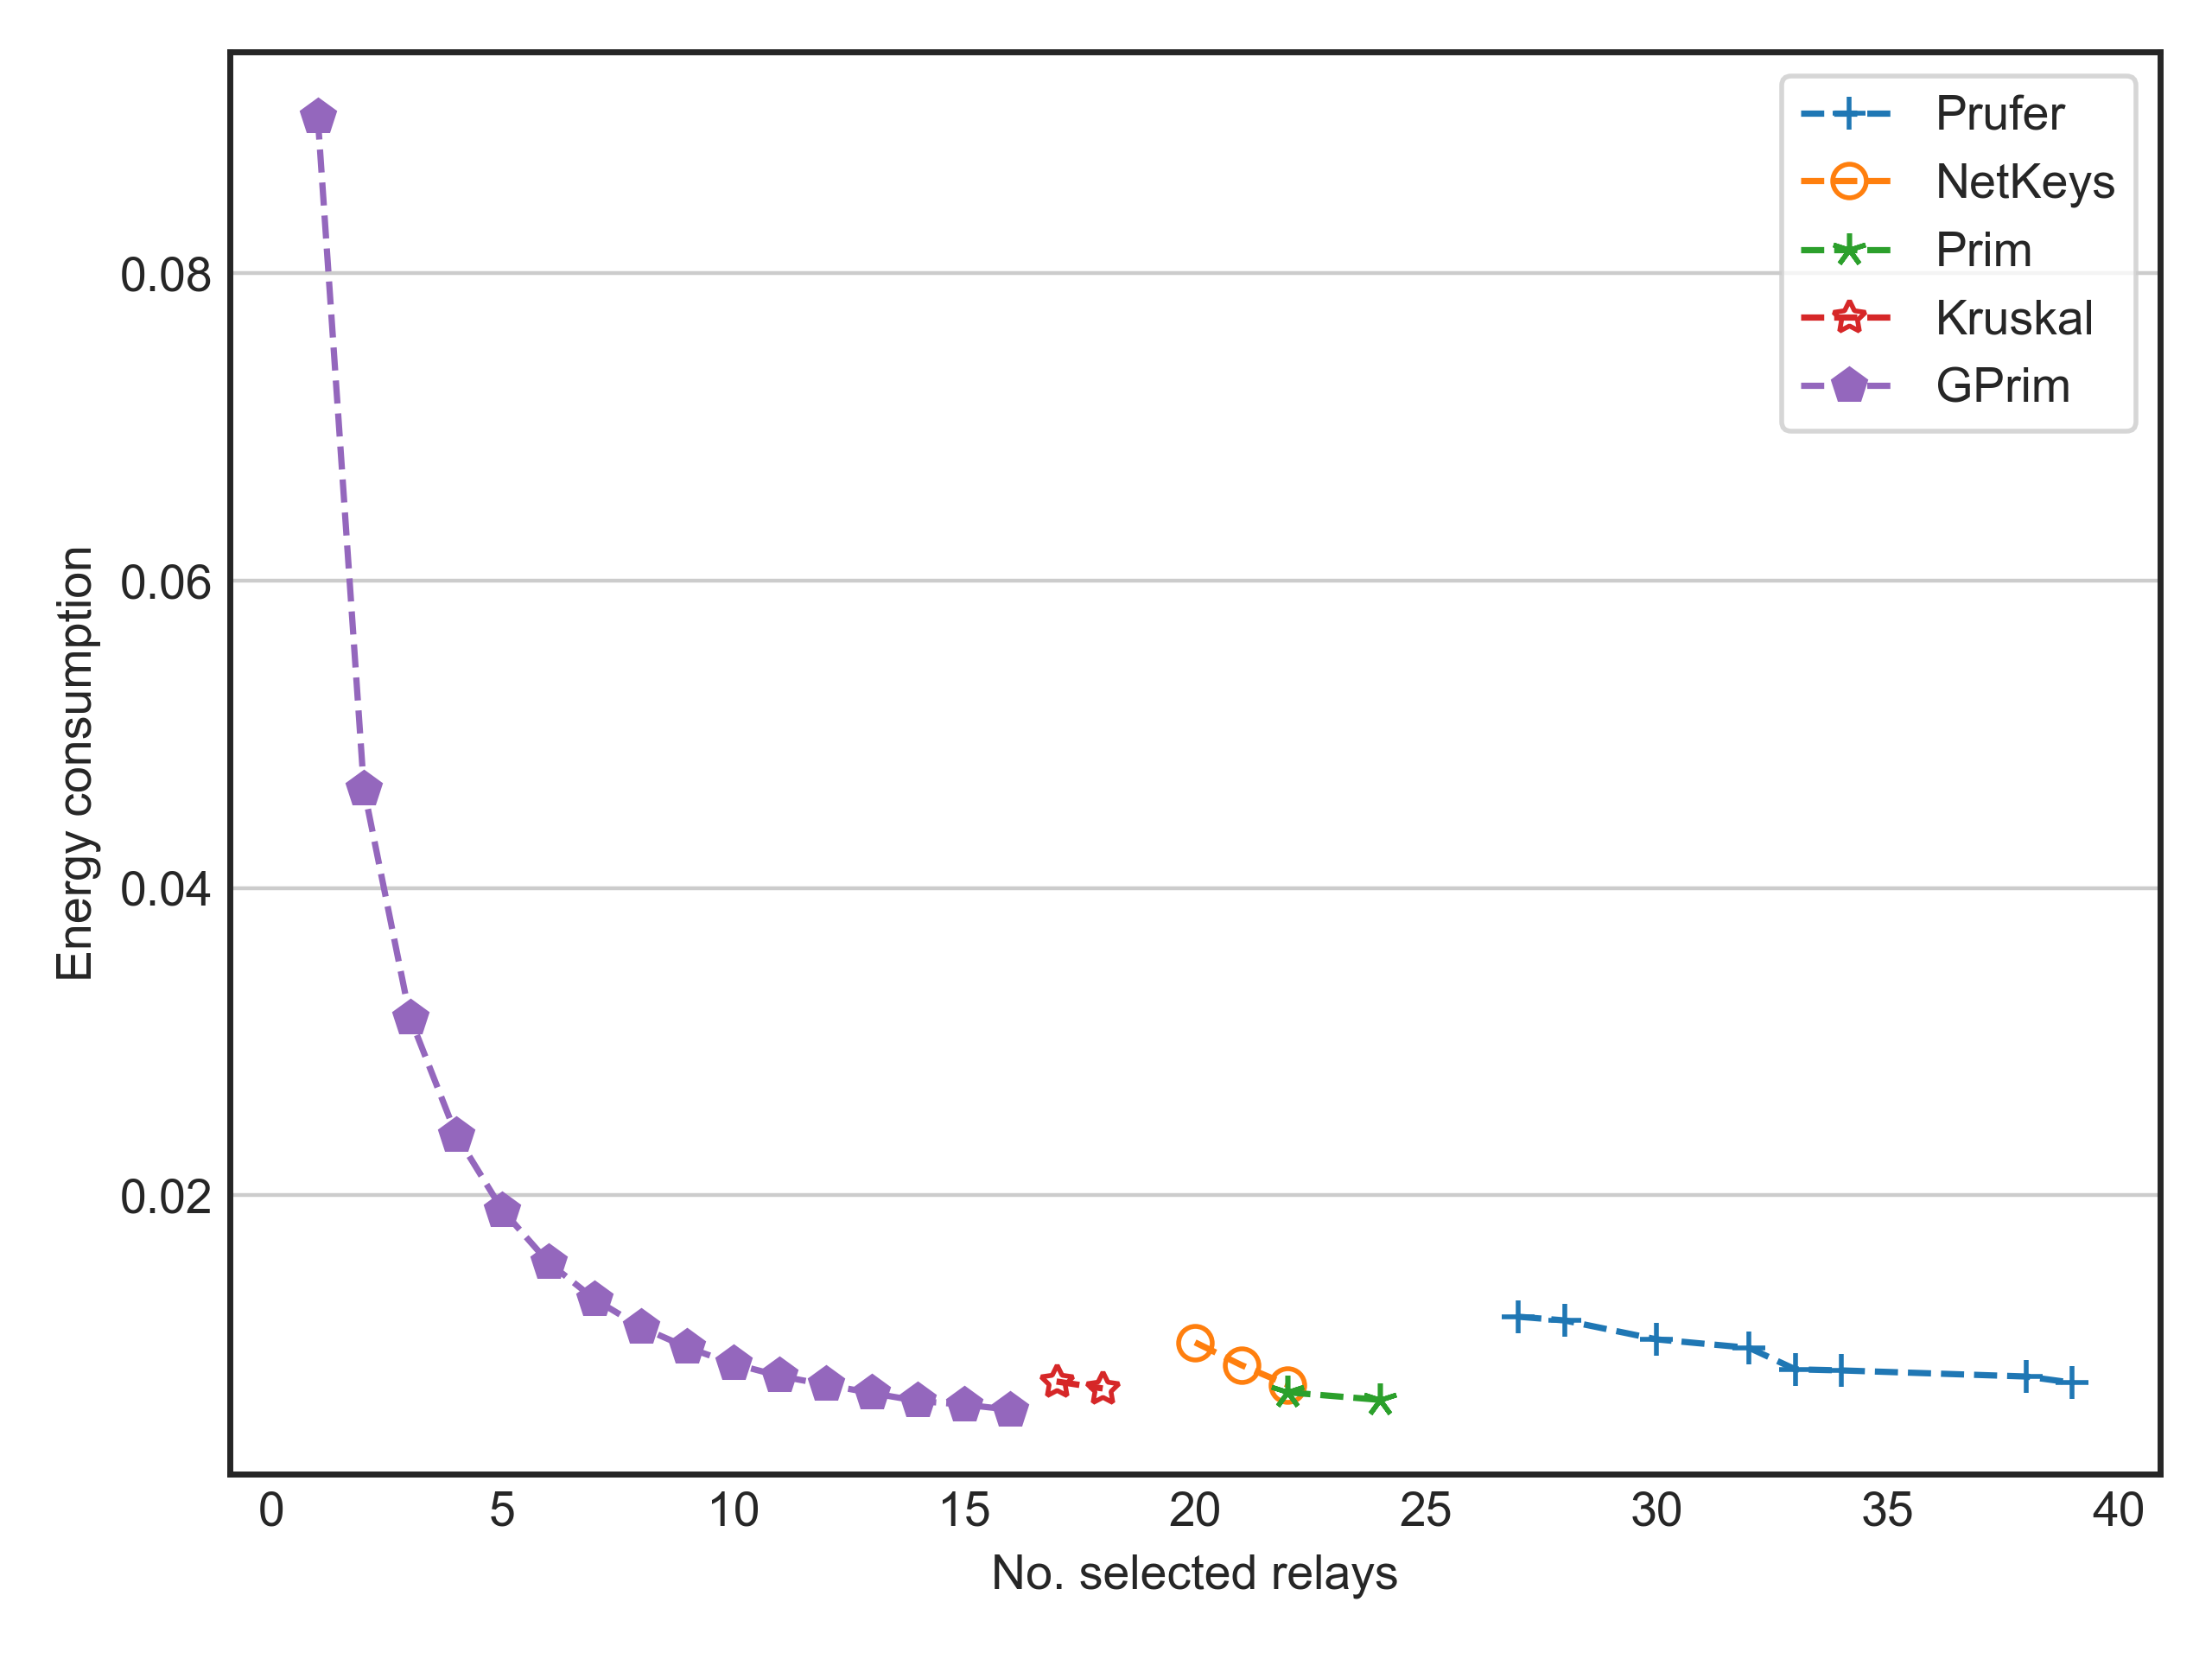 Prufer
NetKeys
Prim
Kruskal
GPrim
Energy consumption
0.08
0.06
0.04
0.02
0 5 10 15 20 25 30 35 40
No. selected relays